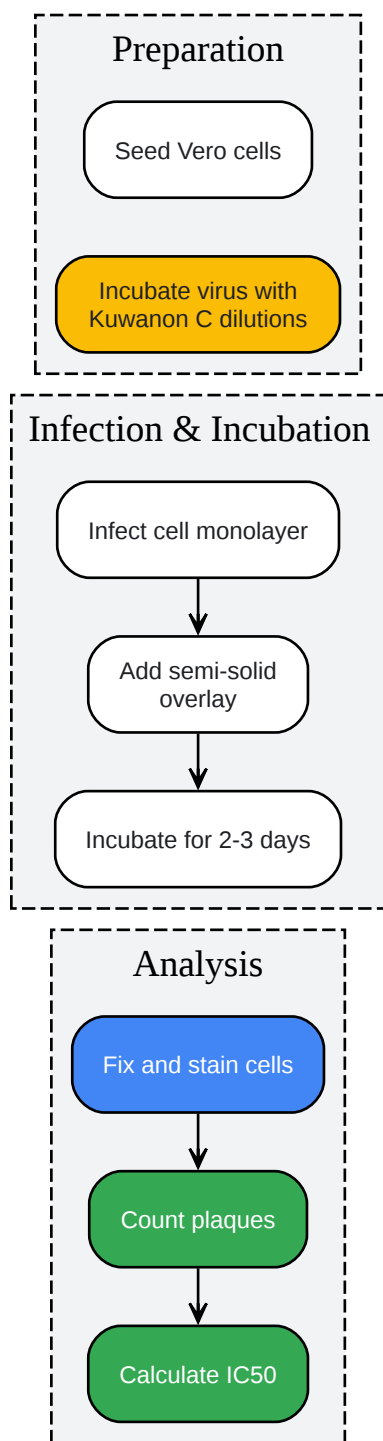 Preparation
Seed Vero cells
Incubate virus with
Kuwanon C dilutions
Infection & Incubation
Infect cell monolayer
Add semi-solid
overlay
Incubate for 2-3 days
Analysis
Fix and stain cells
Count plaques
Calculate IC50